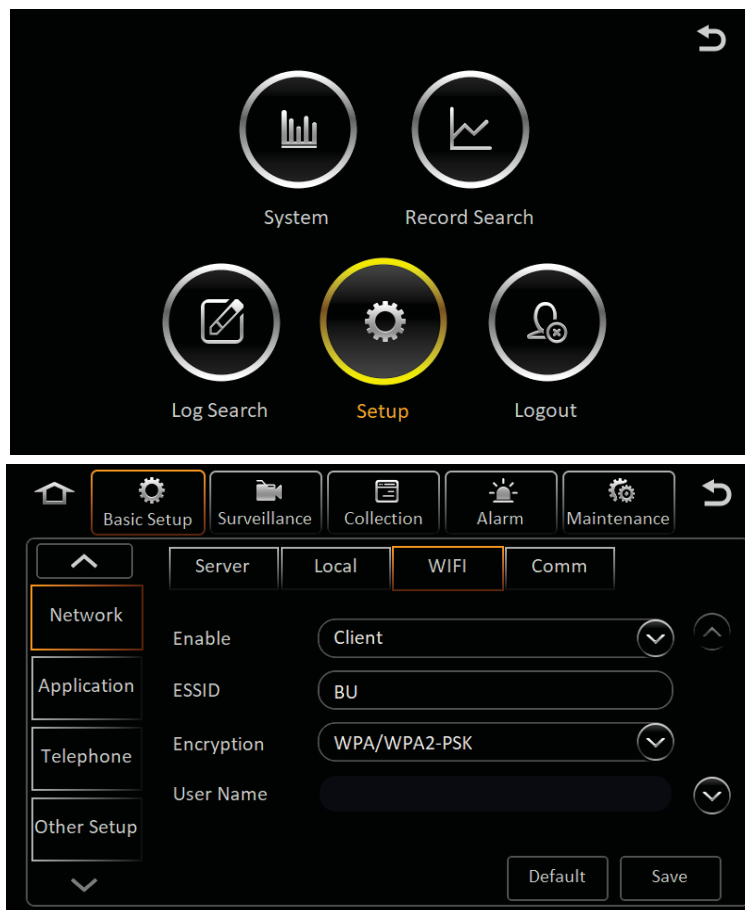 System Record Search
Log Search Setup Logout
Basic Setup Surveillance Collection Alarm Maintenance
Server Local WIFI Comm
Network
Enable Client
Application ESSID BU
Encryption WPA/WPA2-PSK
Telephone
User Name
Other Setup
Default Save